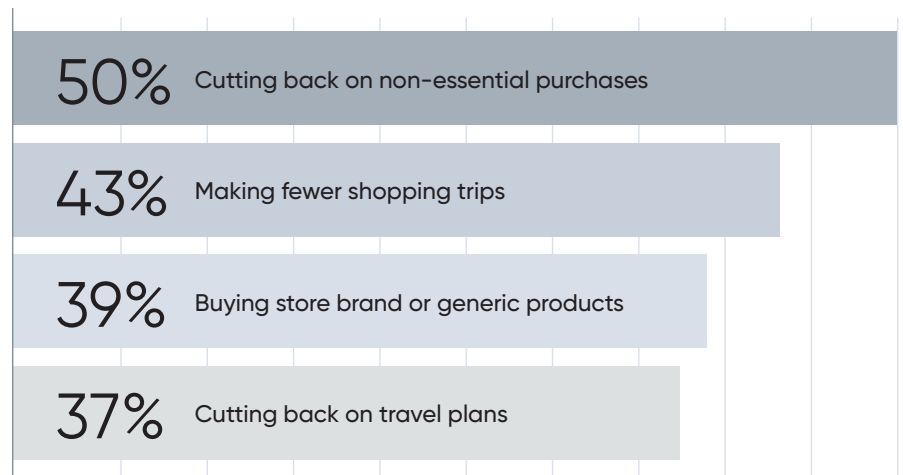 50% Cutting back on non-essential purchases
43% Making fewer shopping trips
39% Buying store brand or generic products
37% Cutting back on travel plans